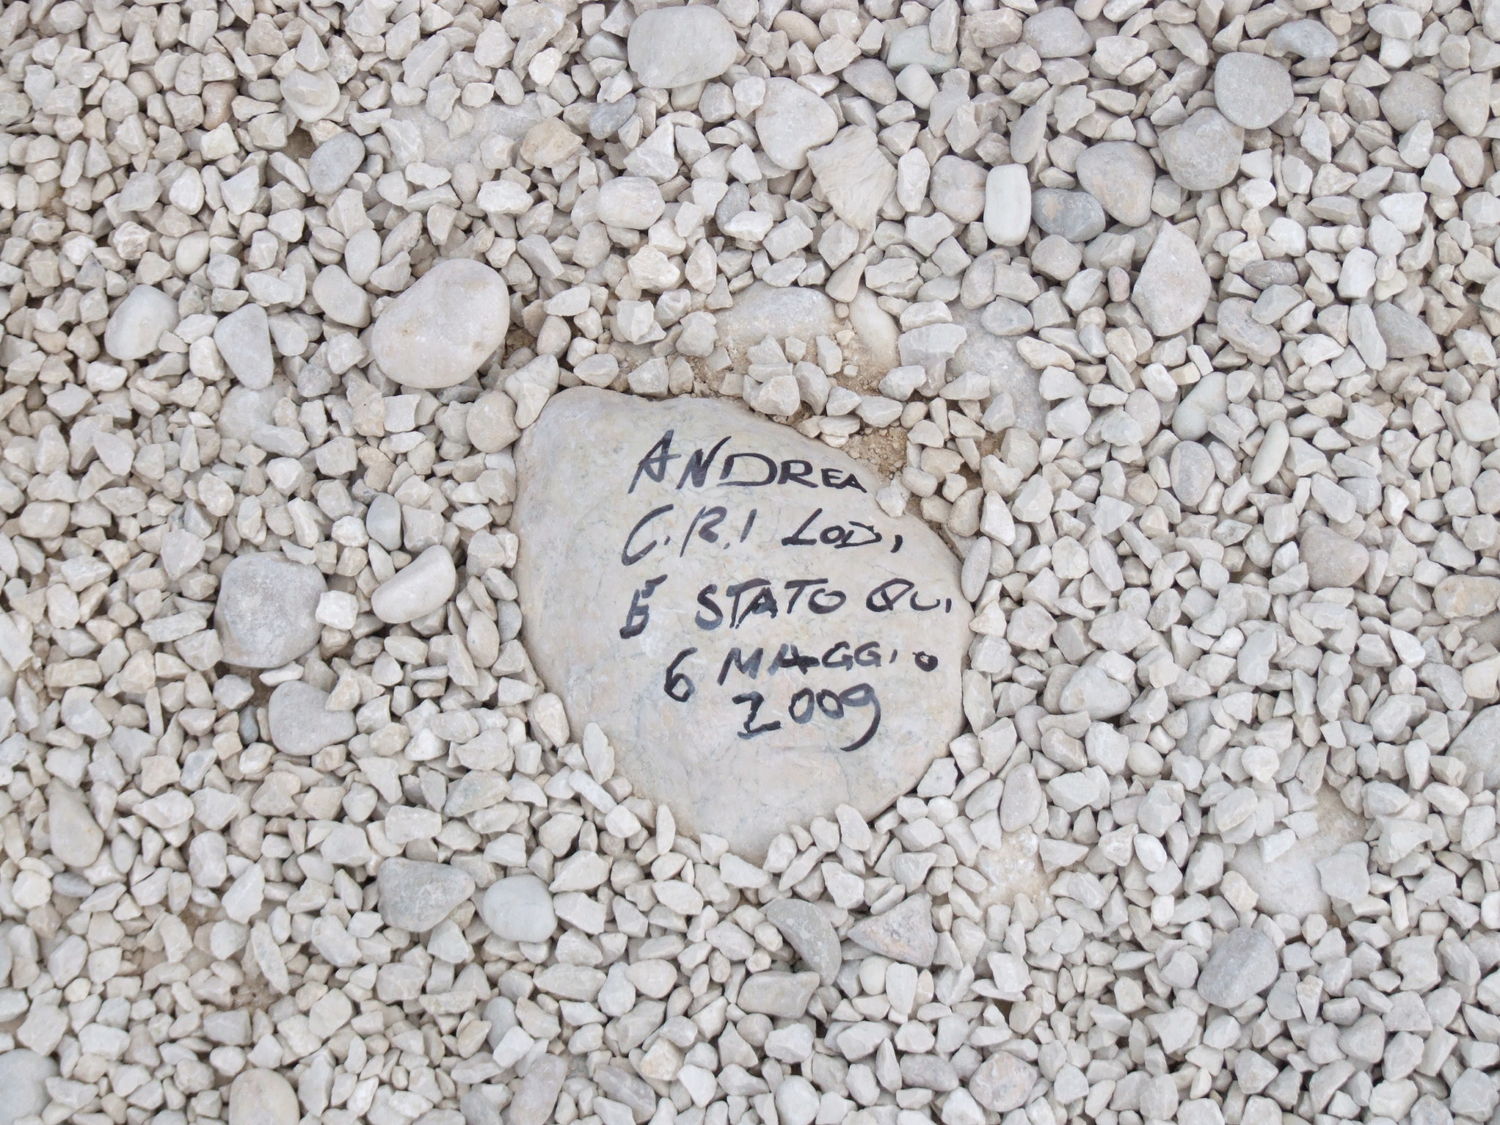 ANDREA
C.R.I LODI
È STATO QUI
6 MAGGIO
2009